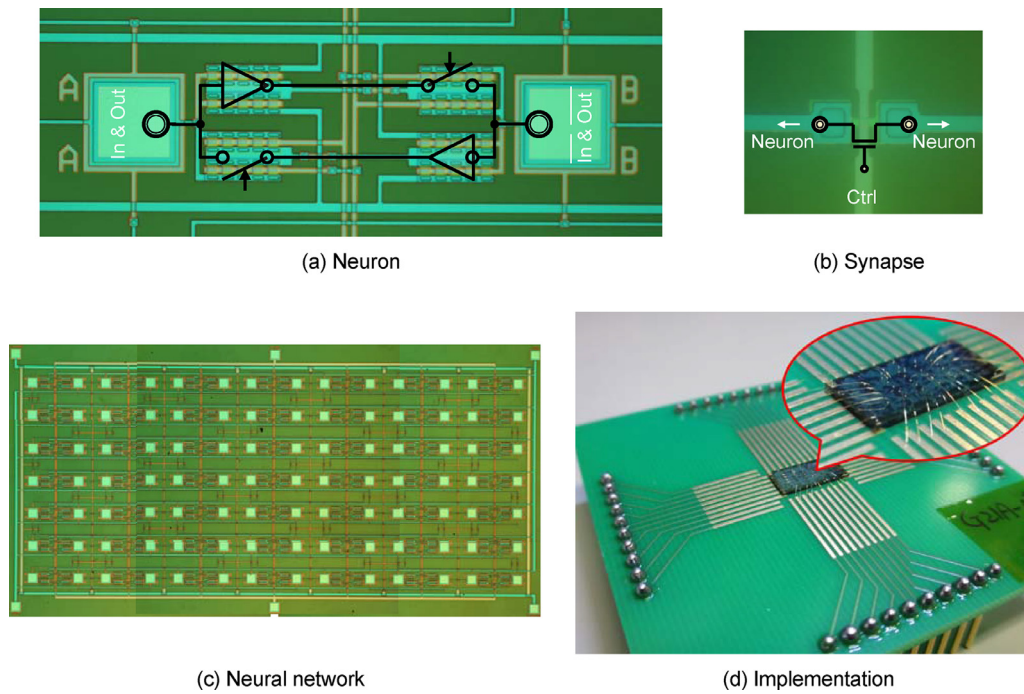 A
A
In & Out
In & Out
B
B
(a) Neuron
Neuron
Neuron
Ctrl
(b) Synapse
(c) Neural network
(d) Implementation